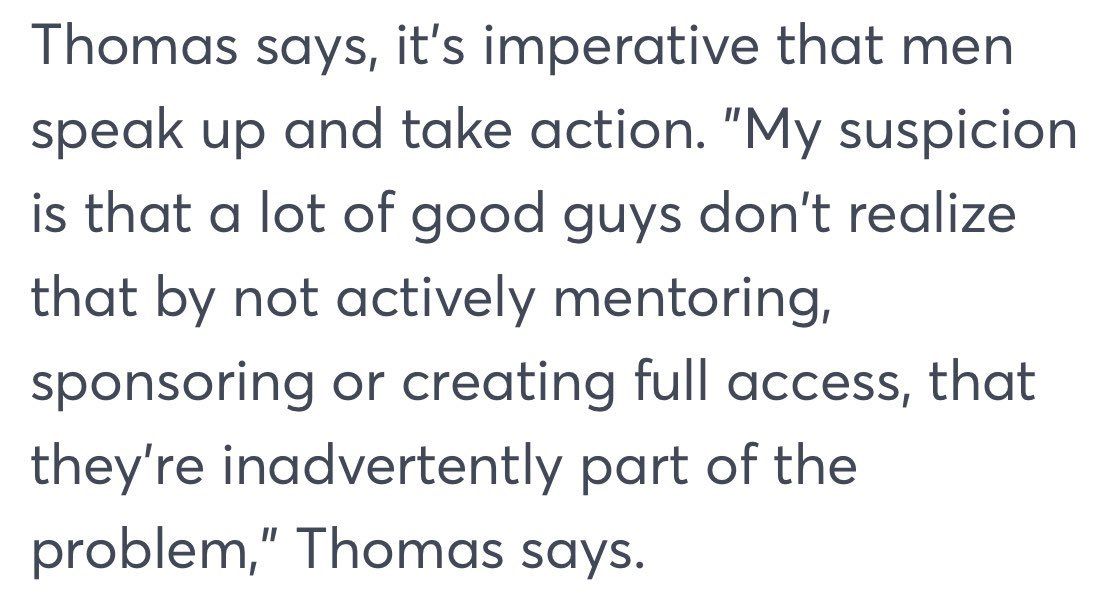 Thomas says, it's imperative that men
speak up and take action. "My suspicion
is that a lot of good guys don't realize
that by not actively mentoring,
sponsoring or creating full access, that
they're inadvertently part of the
problem," Thomas says.